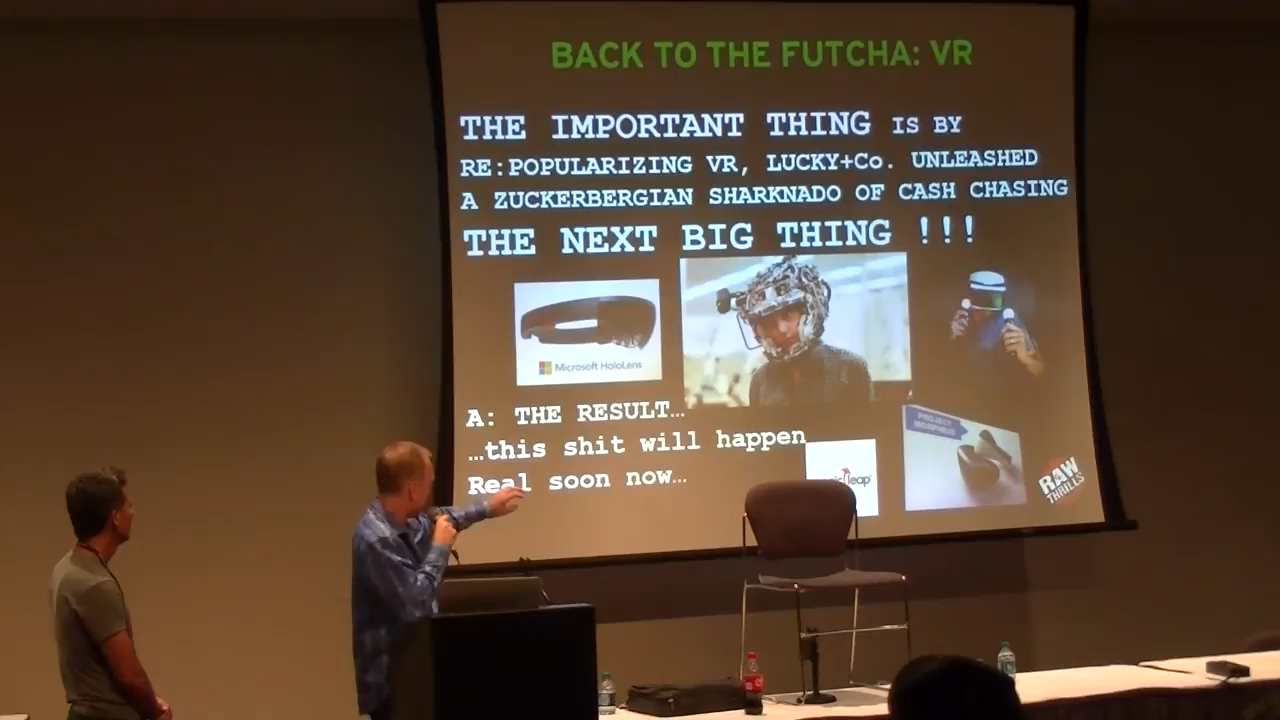 BACK TO THE FUTCHA: VR
THE IMPORTANT THING IS BY
RE:POPULARIZING VR, LUCKY+Co. UNLEASHED
A ZUCKERBERGIAN SHARKNADO OF CASH CHASING
THE NEXT BIG THING !!!
Microsoft HoloLens
A: THE RESULT…
…this shit will happen
Real soon now…
PROJECT
MORPHEUS
leap
RAW
THRILLS